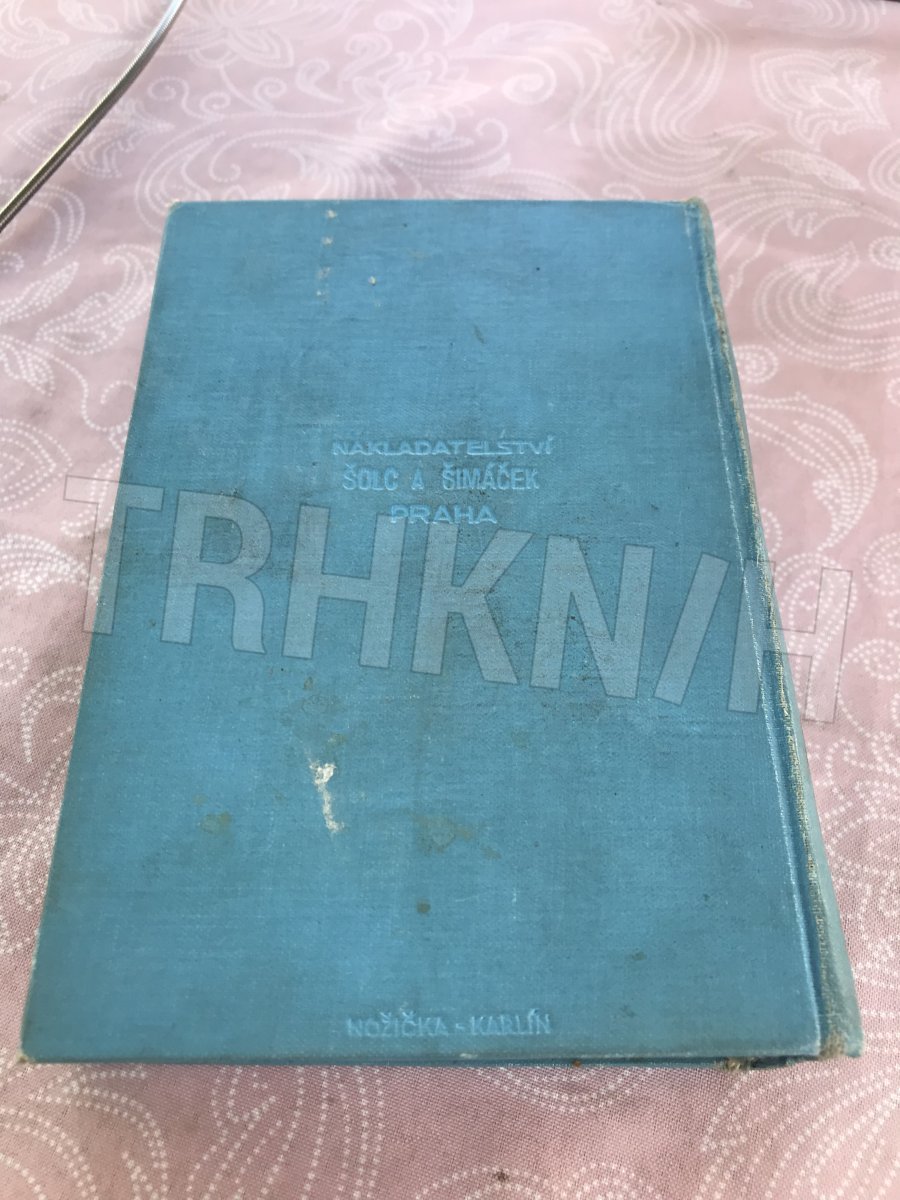 NAKLADATELSTVÍ
ŠOLC A ŠIMÁČEK
PRAHA
TRHKNIH
NOŽIČKA - KARLÍN